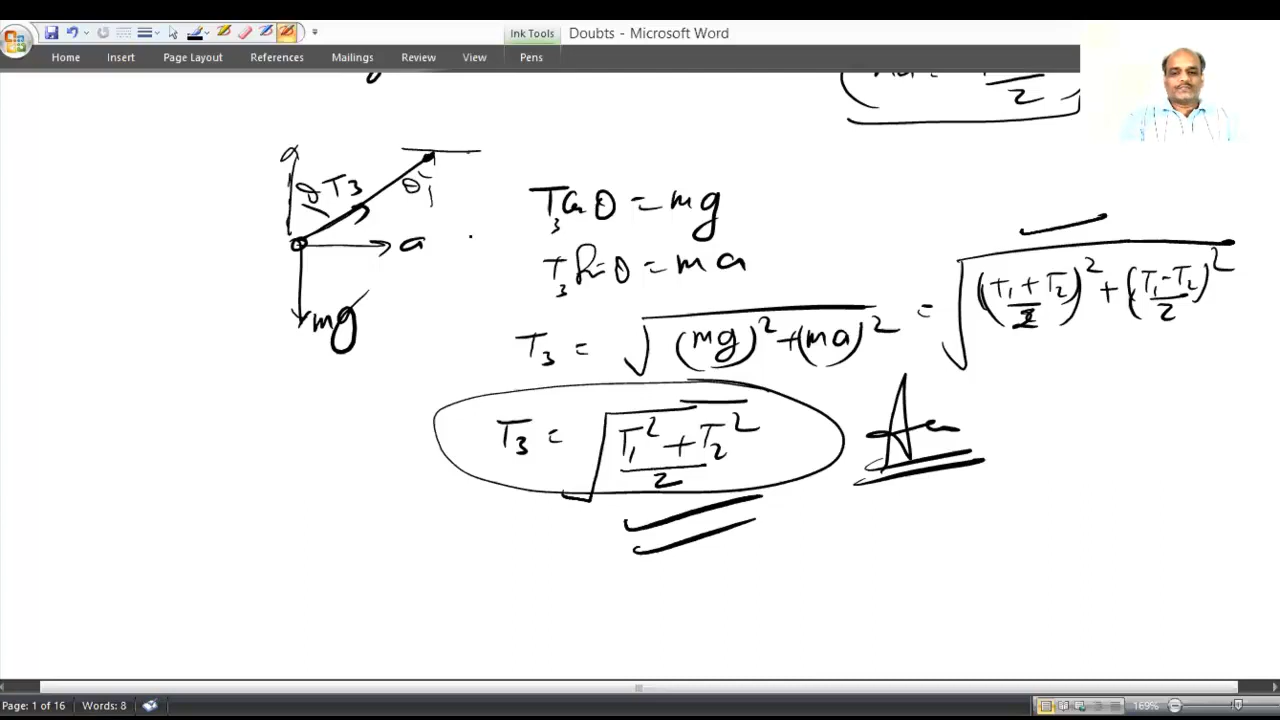 Ink Tools
Doubts - Microsoft Word
Home Insert Page Layout References Mailings Review View Pens
2
θ T3
θ
a
mg
T3 cos θ = mg
T3 sin θ = ma
T3 = √((mg)² + (ma)²) = √(((T1 + T2)/2)² + ((T1 - T2)/2)²)
T3 = √((T1² + T2²)/2)
Page: 1 of 16 Words: 8
169%